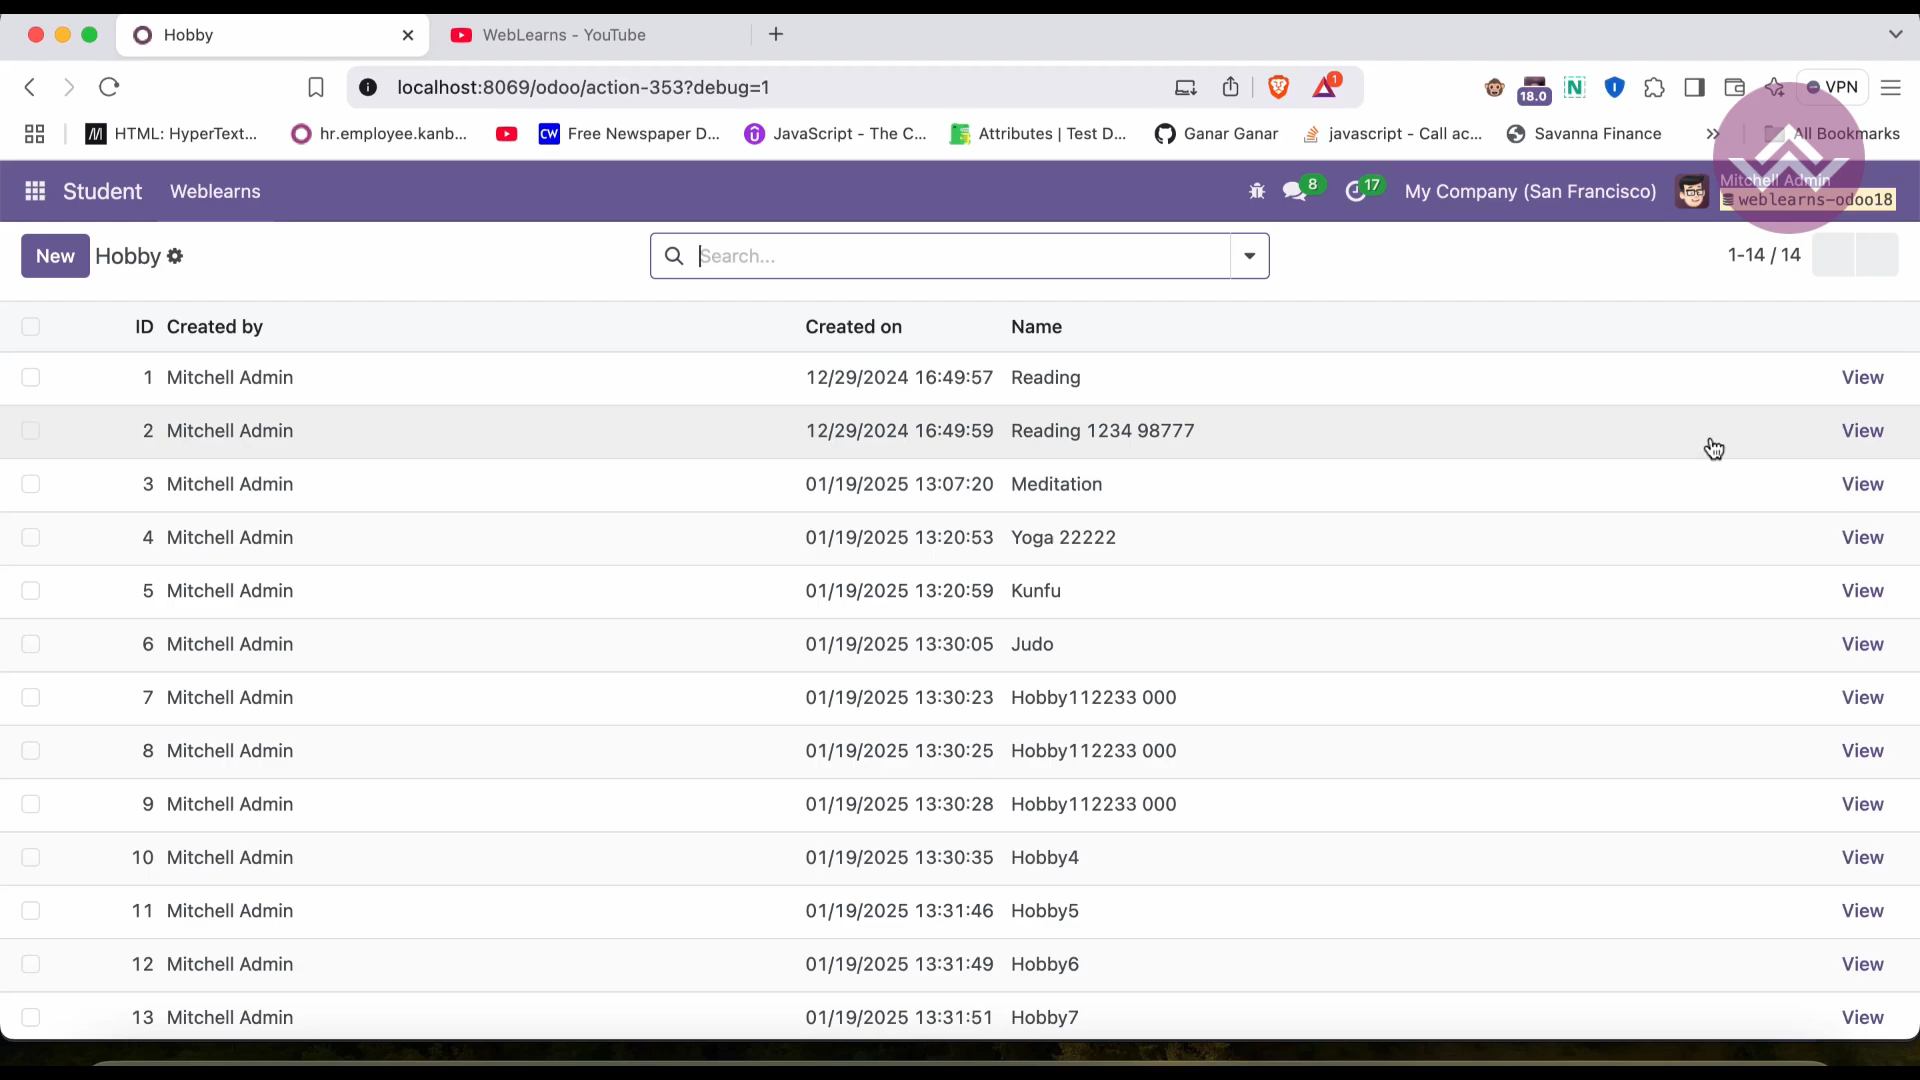 Hobby
WebLearns - YouTube
localhost:8069/odoo/action-353?debug=1
1
18.0
N
VPN
HTML: HyperText...
hr.employee.kanb...
CW Free Newspaper D...
JavaScript - The C...
Attributes | Test D...
Ganar Ganar
javascript - Call ac...
Savanna Finance
All Bookmarks
Student
Weblearns
8
17
My Company (San Francisco)
Mitchell Admin
weblearns-odoo18
New
Hobby
Search...
1-14 / 14
ID Created by Created on Name
1 Mitchell Admin 12/29/2024 16:49:57 Reading View
2 Mitchell Admin 12/29/2024 16:49:59 Reading 1234 98777 View
3 Mitchell Admin 01/19/2025 13:07:20 Meditation View
4 Mitchell Admin 01/19/2025 13:20:53 Yoga 22222 View
5 Mitchell Admin 01/19/2025 13:20:59 Kunfu View
6 Mitchell Admin 01/19/2025 13:30:05 Judo View
7 Mitchell Admin 01/19/2025 13:30:23 Hobby112233 000 View
8 Mitchell Admin 01/19/2025 13:30:25 Hobby112233 000 View
9 Mitchell Admin 01/19/2025 13:30:28 Hobby112233 000 View
10 Mitchell Admin 01/19/2025 13:30:35 Hobby4 View
11 Mitchell Admin 01/19/2025 13:31:46 Hobby5 View
12 Mitchell Admin 01/19/2025 13:31:49 Hobby6 View
13 Mitchell Admin 01/19/2025 13:31:51 Hobby7 View